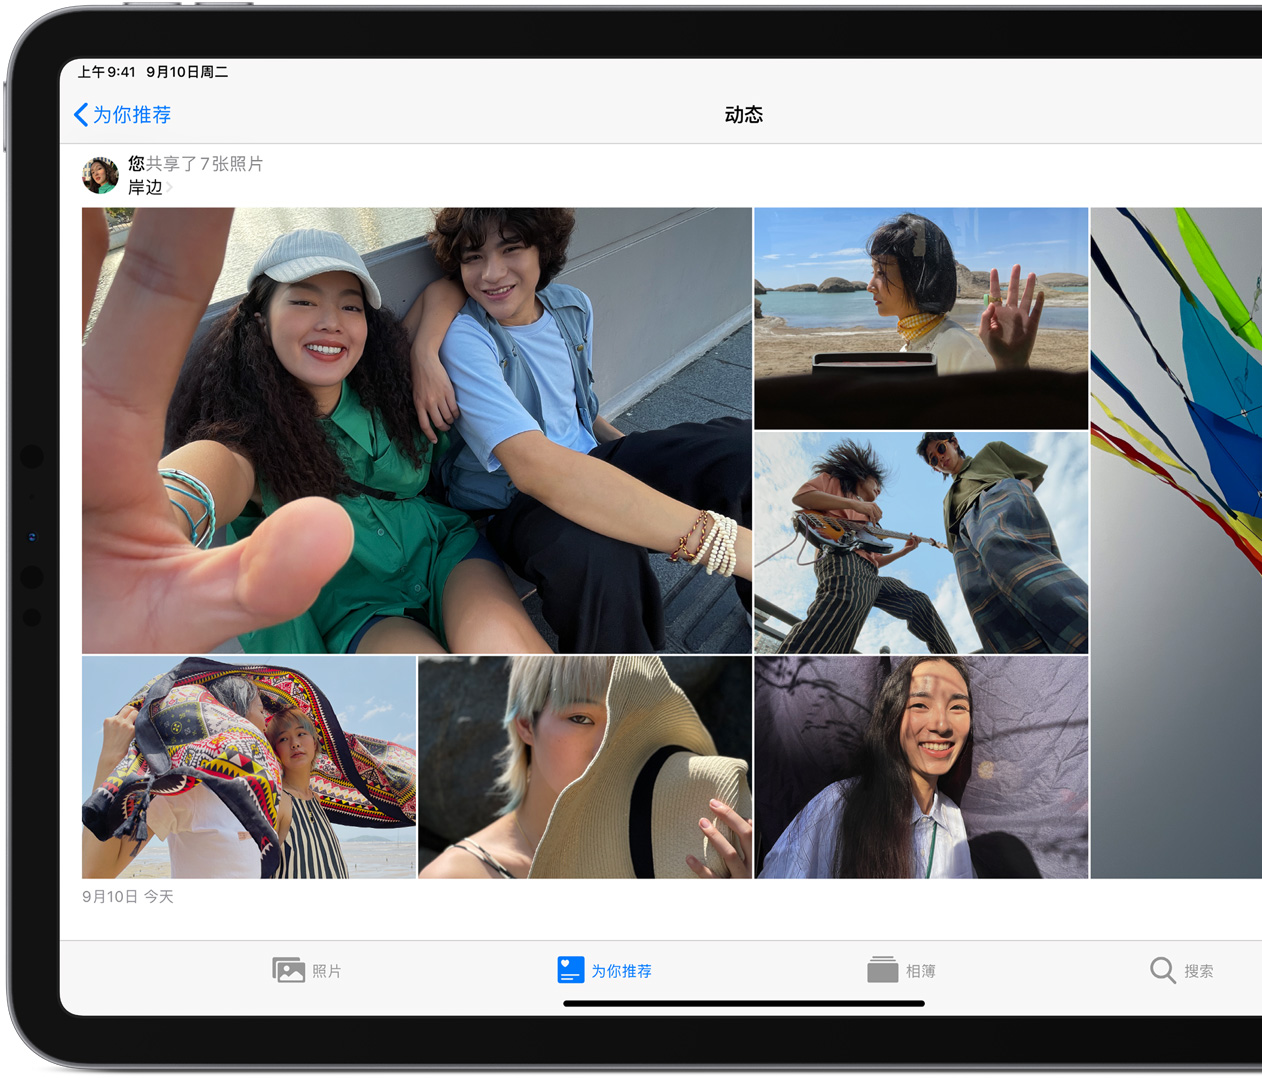 上午9:41 9月10日周二
为你推荐
动态
您共享了7张照片
岸边
9月10日 今天
照片
为你推荐
相簿
搜索